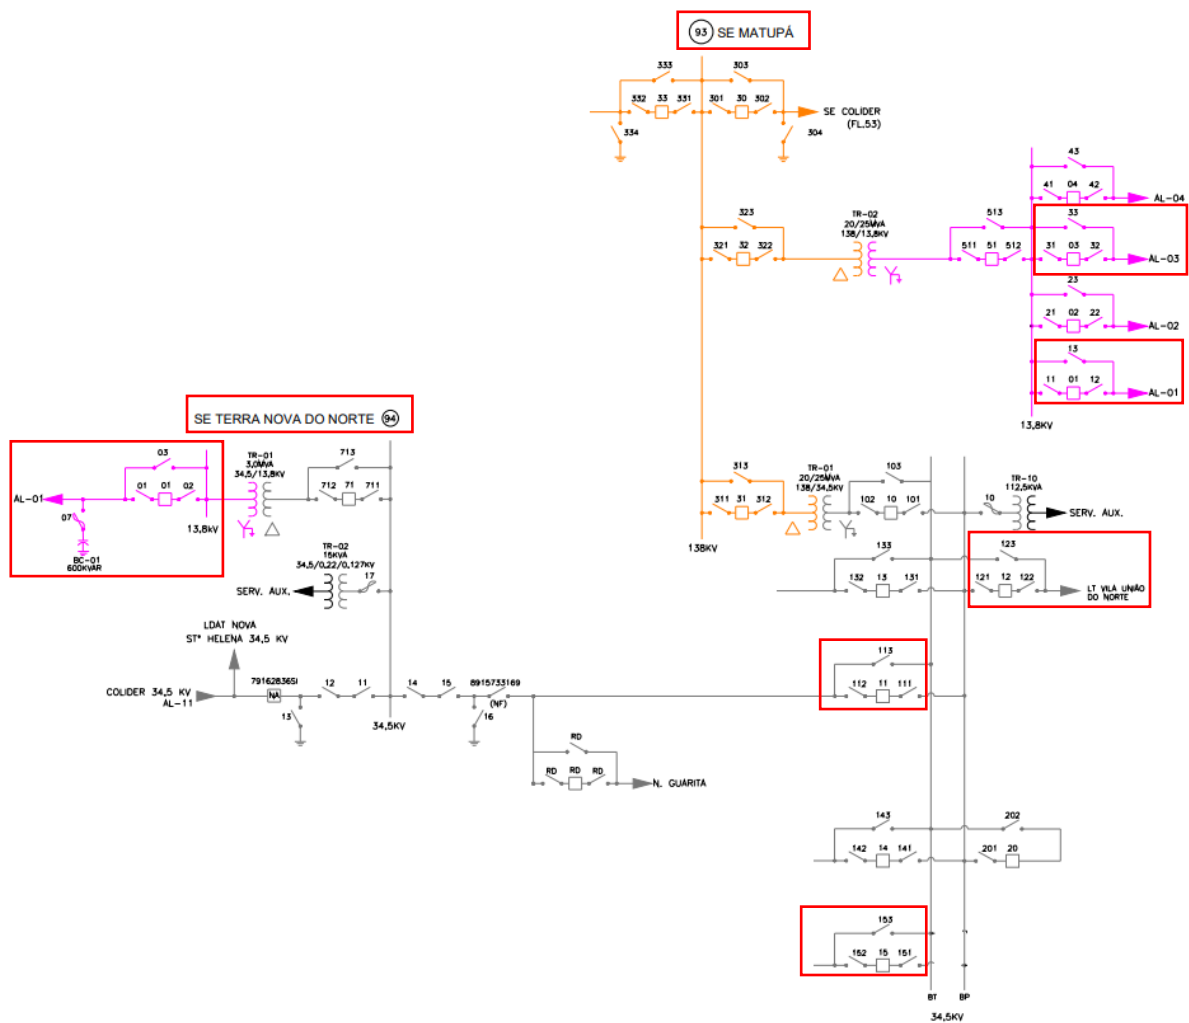 93 SE MATUPÁ
333
303
332 33 331 301 30 302
SE COLIDER
(FL.53)
334
304
43
41 04 42
AL-04
TR-02
20/25MVA
138/13,8KV
323
513
33
321 32 322
511 51 512
31 03 32
AL-03
23
21 02 22
AL-02
13
11 01 12
AL-01
13,8KV
SE TERRA NOVA DO NORTE 94
03
TR-01
3,0MVA
34,5/13,8KV
713
AL-01
01 01 02
712 71 711
07
13,8kV
BC-01
600KVAR
313
TR-01
20/25MVA
138/34,5KV
103
TR-10
112,5KVA
311 31 312
102 10 101
10
SERV. AUX.
138KV
TR-02
15KVA
34,5/0,22/0,127KV
17
SERV. AUX.
133
123
132 13 131
121 12 122
LT VILA UNIÃO
DO NORTE
LDAT NOVA
STª HELENA 34,5 KV
113
COLIDER 34,5 KV
AL-11
7916283651
NA
12 11
14 15
8915733169
(NF)
112 11 111
13
16
34,5KV
RD
RD RD RD
N. GUARITA
143
202
142 14 141
201 20
153
152 15 151
BT BP
34,5KV